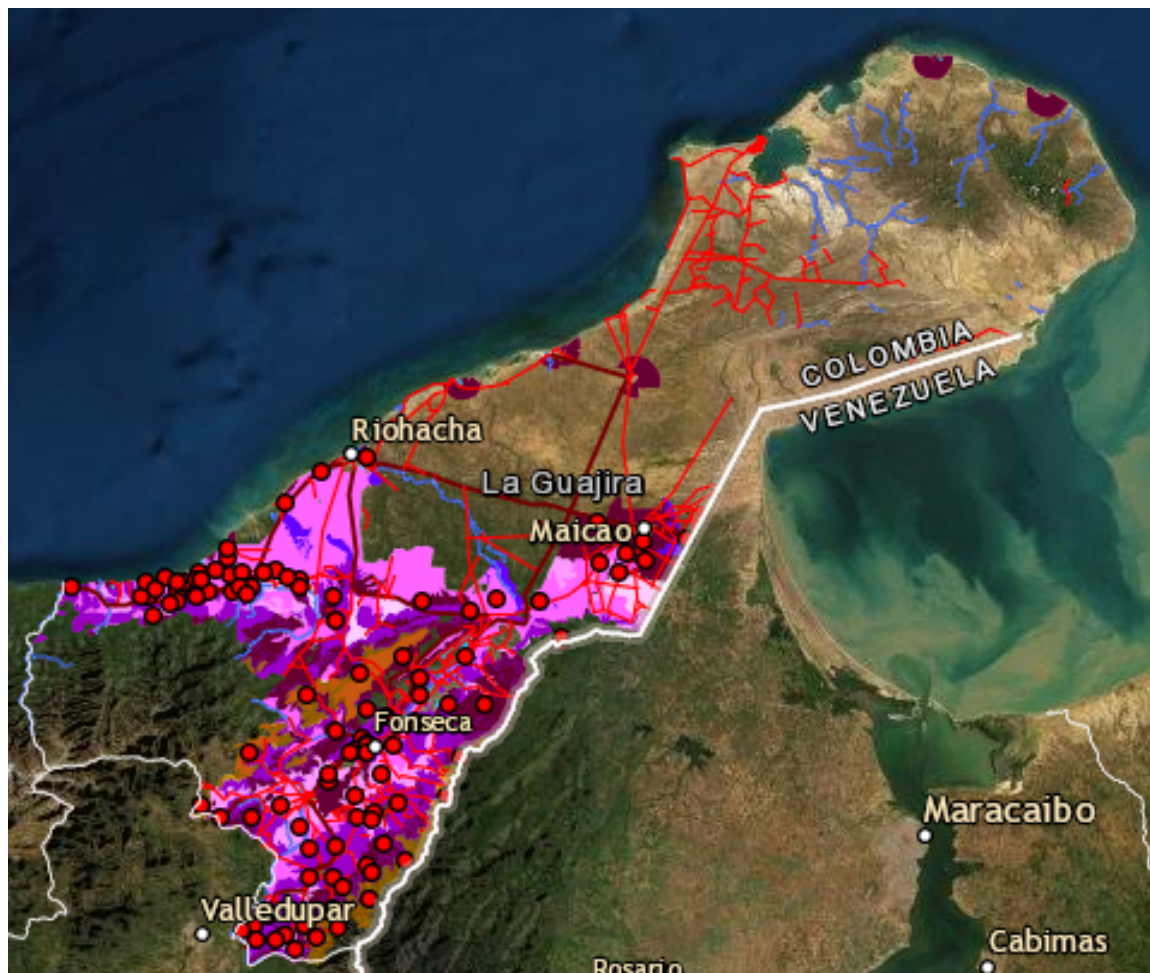 COLOMBIA
VENEZUELA
Riohacha
La Guajira
Maicao
Fonseca
Maracaibo
Valledupar
Cabimas
Rosario